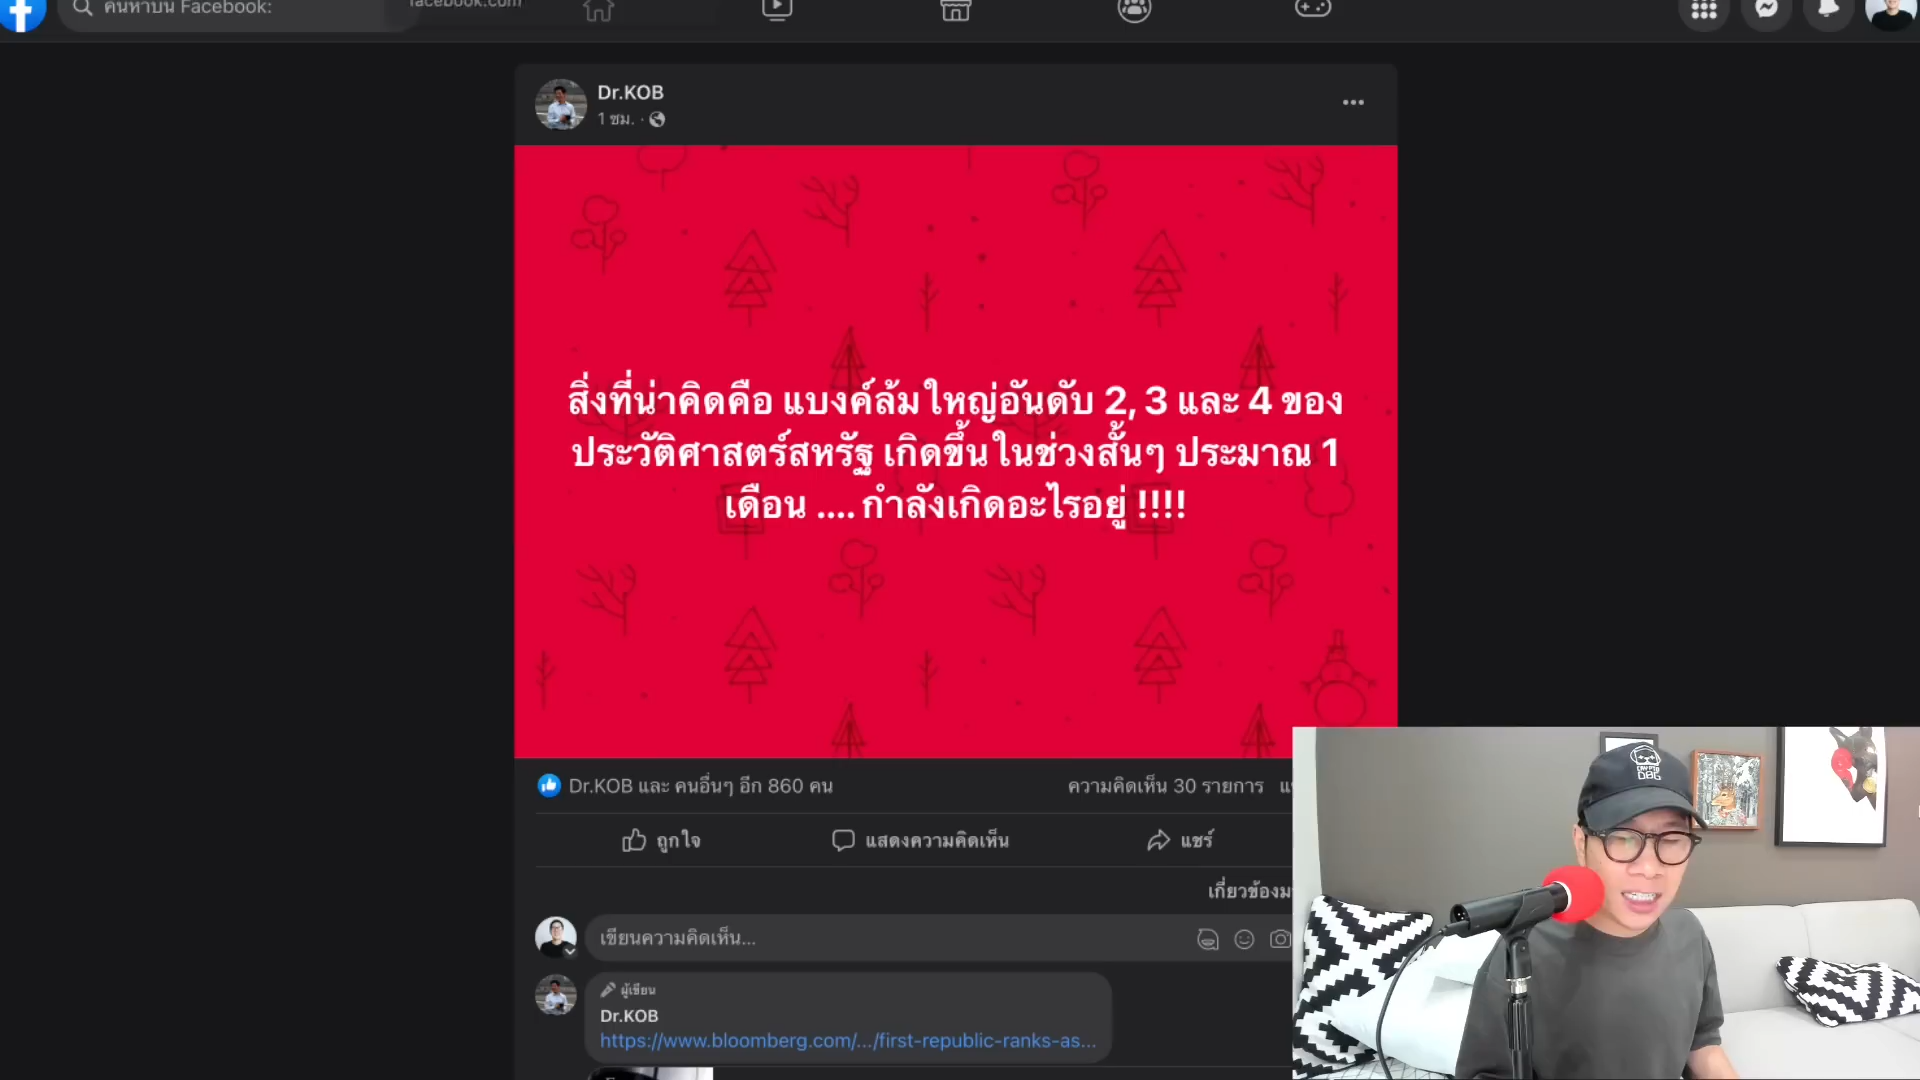 ค้นหาบน Facebook:
facebook.com
Dr.KOB
1 ชม. ·
สิ่งที่น่าคิดคือ แบงค์ล้มใหญ่อันดับ 2, 3 และ 4 ของ
ประวัติศาสตร์สหรัฐ เกิดขึ้นในช่วงสั้นๆ ประมาณ 1
เดือน .... กำลังเกิดอะไรอยู่ !!!!
Dr.KOB และ คนอื่นๆ อีก 860 คน
ความคิดเห็น 30 รายการ
ถูกใจ
แสดงความคิดเห็น
แชร์
เขียนความคิดเห็น...
ผู้เขียน
Dr.KOB
https://www.bloomberg.com/.../first-republic-ranks-as...
CRYPTO
DOG